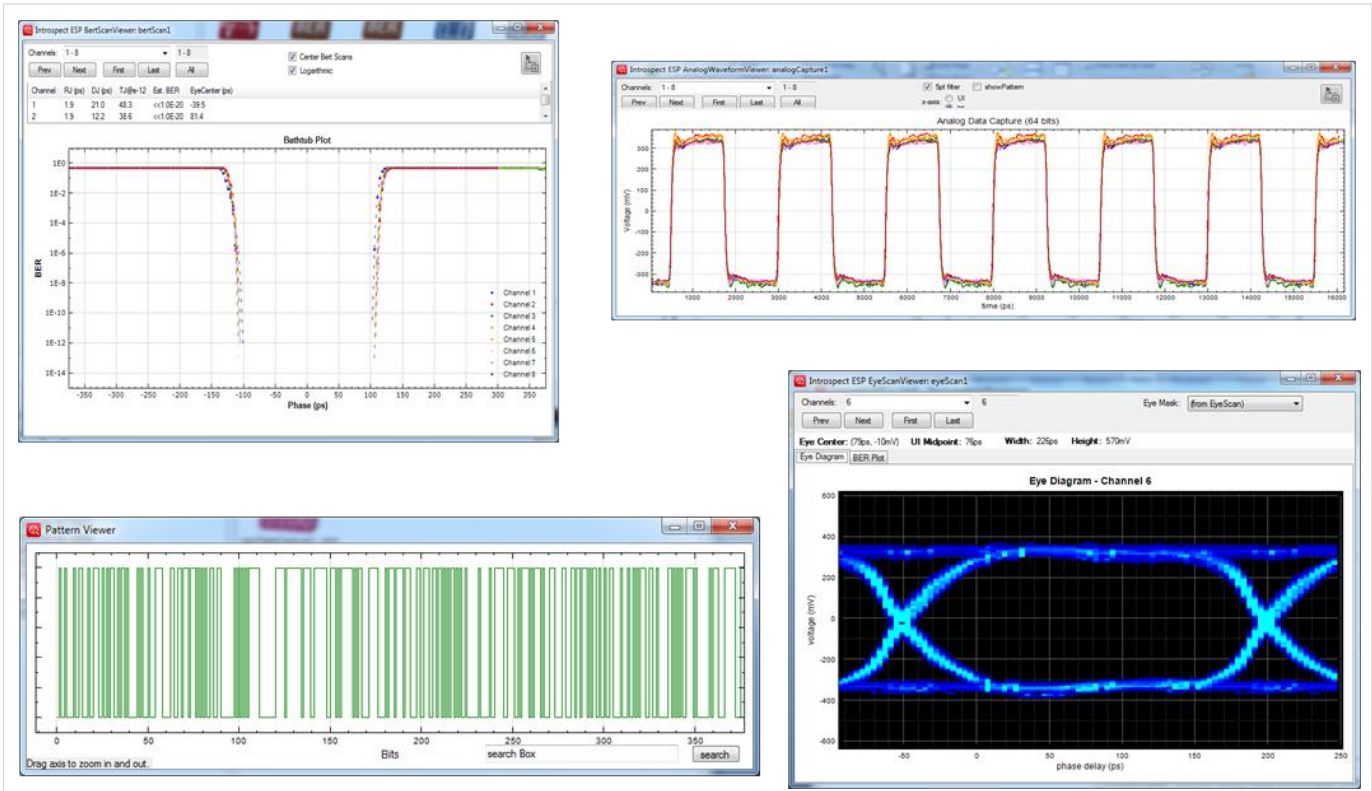 Introspect ESP BertScanViewer: bertScan1
Channels: 1 - 8 1 - 8
Center Bert Scans
Logarithmic
Prev Next First Last All
Channel RJ (ps) DJ (ps) TJ@e-12 Est. BER EyeCenter (ps)
1 1.9 21.0 48.3 <<1.0E-20 -39.5
2 1.9 12.2 38.6 <<1.0E-20 81.4
Bathtub Plot
1E0
1E-2
1E-4
1E-6
1E-8
1E-10
1E-12
1E-14
BER
Channel 1
Channel 2
Channel 3
Channel 4
Channel 5
Channel 6
Channel 7
Channel 8
-350 -300 -250 -200 -150 -100 -50 0 50 100 150 200 250 300 350
Phase (ps)
Introspect ESP AnalogWaveformViewer: analogCapture1
Channels: 1 - 8 1 - 8
5pt filter showPattern
Prev Next First Last All
x-axis: UI
Analog Data Capture (64 bits)
300
200
100
0
-100
-200
-300
Voltage (mV)
1000 2000 3000 4000 5000 6000 7000 8000 9000 10000 11000 12000 13000 14000 15000 16000
time (ps)
Pattern Viewer
0 50 100 150 200 250 300 350
Bits
search Box
search
Drag axis to zoom in and out.
Introspect ESP EyeScanViewer: eyeScan1
Channels: 6 6
Eye Mask: (from EyeScan)
Prev Next First Last
Eye Center: (79ps, -10mV) UI Midpoint: 76ps Width: 226ps Height: 570mV
Eye Diagram BER Plot
Eye Diagram - Channel 6
600
400
200
0
-200
-400
-600
voltage (mV)
-50 0 50 100 150 200 250
phase delay (ps)